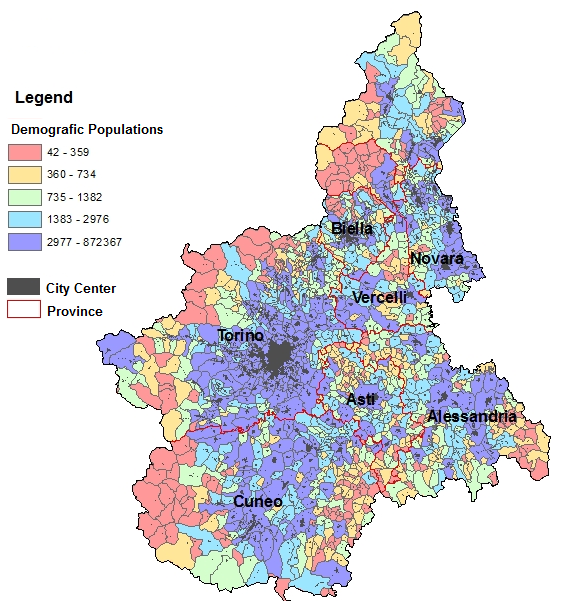 Legend
Demografic Populations
42 - 359
360 - 734
735 - 1382
1383 - 2976
2977 - 872367
City Center
Province
Biella
Novara
Vercelli
Torino
Asti
Alessandria
Cuneo